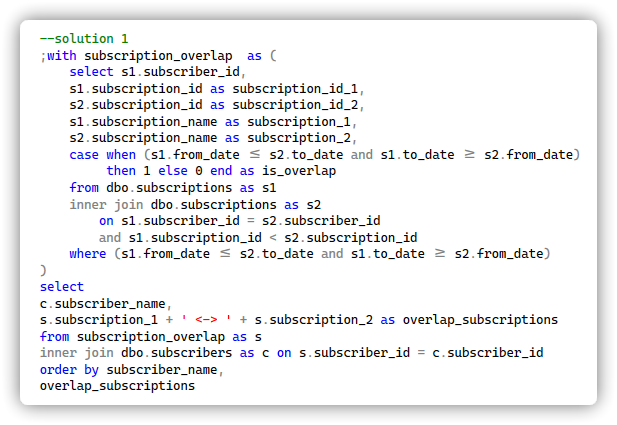 --solution 1
;with subscription_overlap  as (
    select s1.subscriber_id,
    s1.subscription_id as subscription_id_1,
    s2.subscription_id as subscription_id_2,
    s1.subscription_name as subscription_1,
    s2.subscription_name as subscription_2,
    case when (s1.from_date ≤ s2.to_date and s1.to_date ≥ s2.from_date)
         then 1 else 0 end as is_overlap
    from dbo.subscriptions as s1
    inner join dbo.subscriptions as s2
        on s1.subscriber_id = s2.subscriber_id
        and s1.subscription_id < s2.subscription_id
    where (s1.from_date ≤ s2.to_date and s1.to_date ≥ s2.from_date)
)
select
c.subscriber_name,
s.subscription_1 + ' <-> ' + s.subscription_2 as overlap_subscriptions
from subscription_overlap as s
inner join dbo.subscribers as c on s.subscriber_id = c.subscriber_id
order by subscriber_name,
overlap_subscriptions